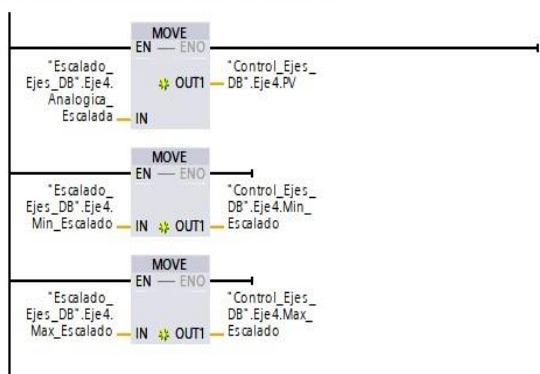 MOVE
EN — ENO
"Escalado_
Ejes_DB".Eje4.
Analogica_
Escalada
IN
OUT1
"Control_Ejes_
DB".Eje4.PV
MOVE
EN — ENO
"Escalado_
Ejes_DB".Eje4.
Min_Escalado
IN
OUT1
"Control_Ejes_
DB".Eje4.Min_
Escalado
MOVE
EN — ENO
"Escalado_
Ejes_DB".Eje4.
Max_Escalado
IN
OUT1
"Control_Ejes_
DB".Eje4.Max_
Escalado